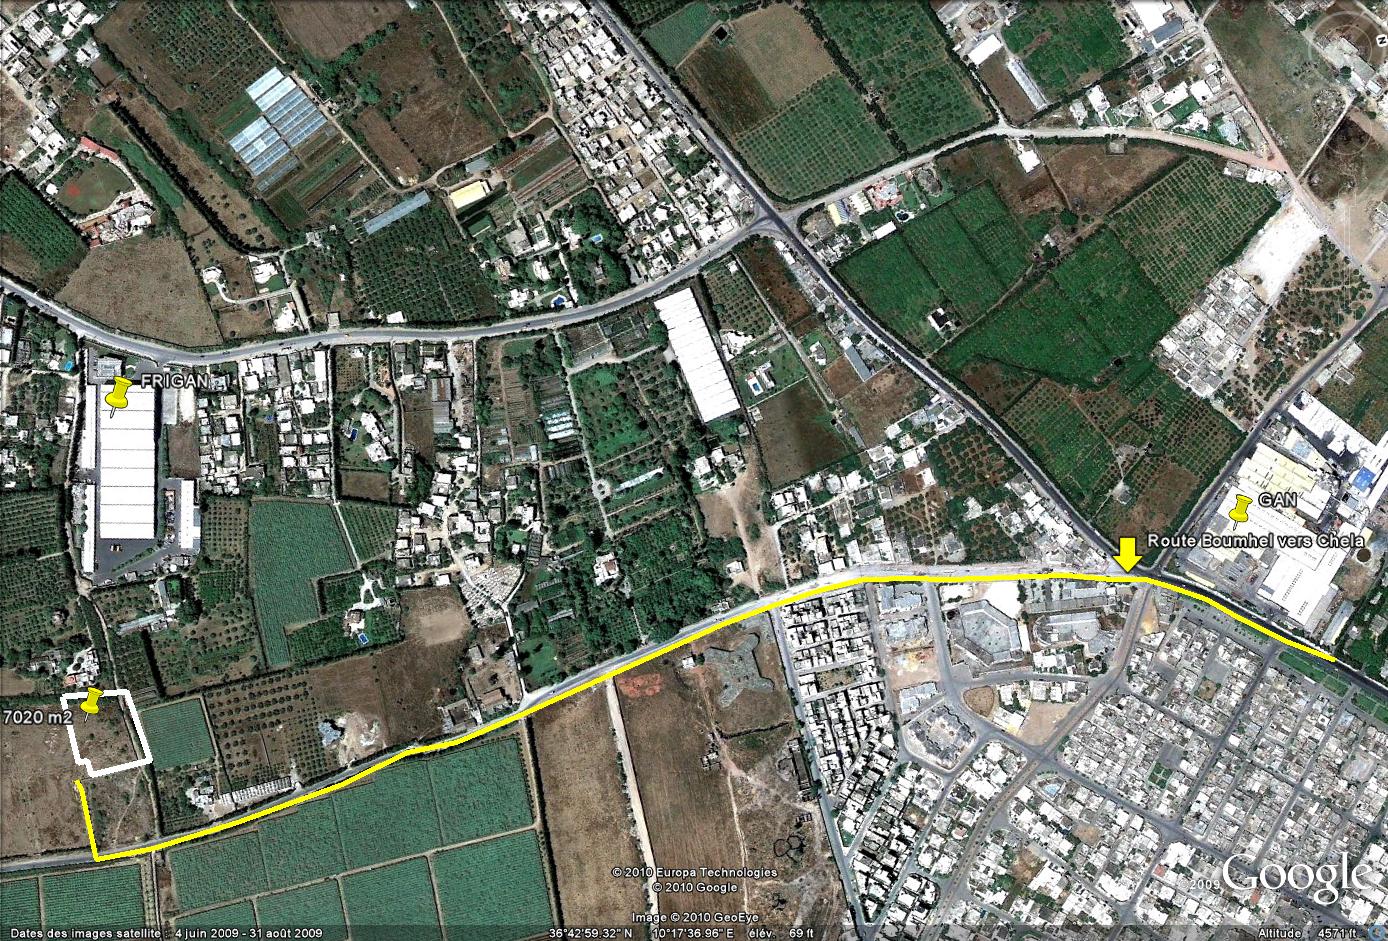 FRIGAN
GAN
Route Boumhel vers Chela
7020 m2
© 2010 Europa Technologies
© 2010 Google
©2009 Google
Image © 2010 GeoEye
Dates des images satellite : 4 juin 2009 - 31 août 2009
36°42'59.32" N 10°17'36.96" E élév. 69 ft
Altitude 4571 ft